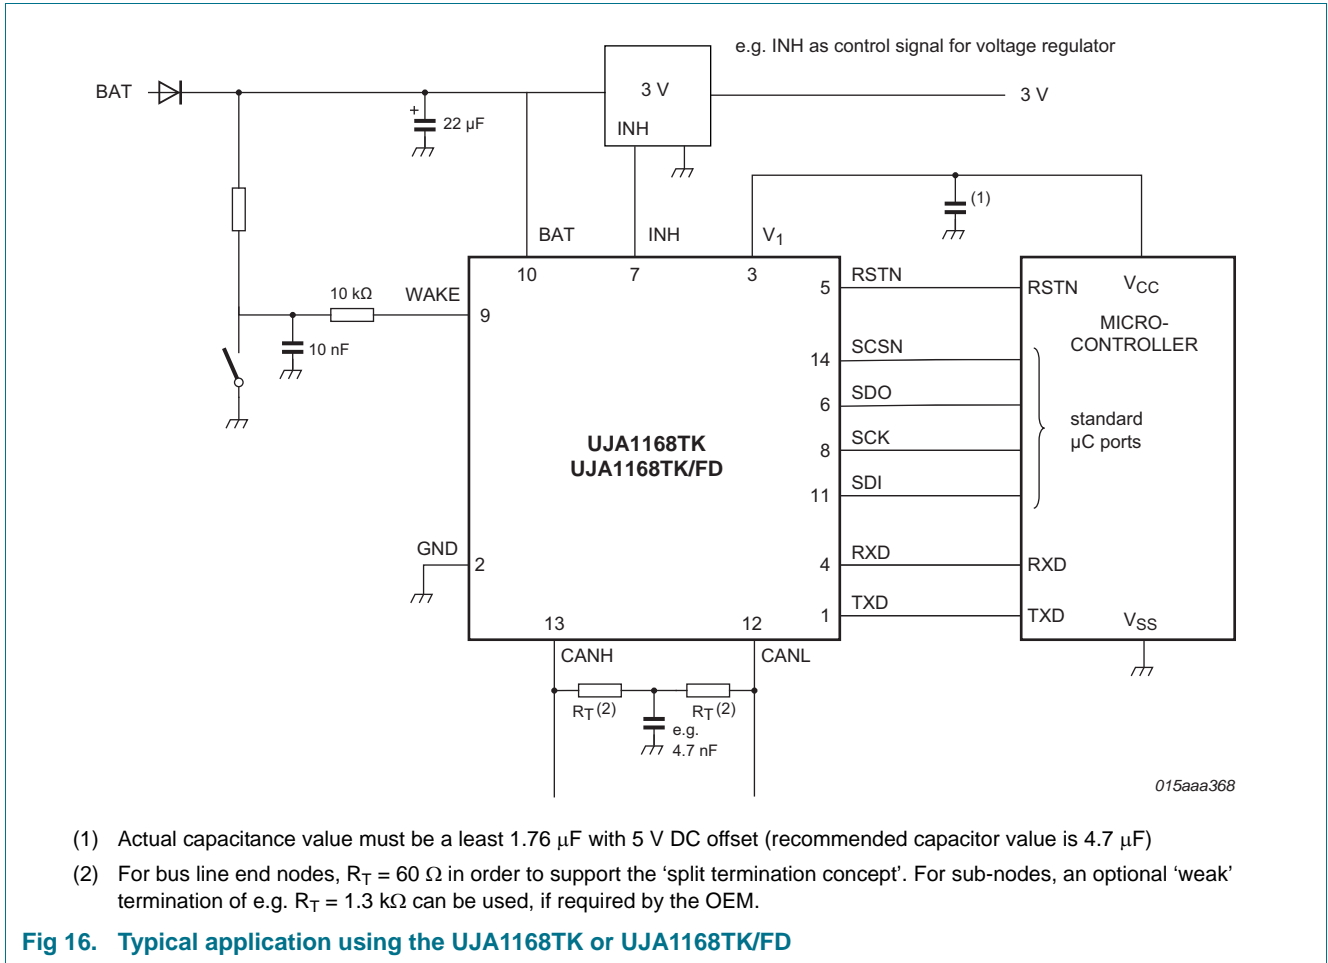 e.g. INH as control signal for voltage regulator
BAT
3 V
3 V
+
22 µF
INH
(1)
BAT
INH
V1
10
7
3
10 kΩ
WAKE
9
10 nF
5
RSTN
RSTN
VCC
MICRO-
CONTROLLER
14
SCSN
6
SDO
8
SCK
11
SDI
standard
µC ports
UJA1168TK
UJA1168TK/FD
GND
2
4
RXD
RXD
1
TXD
TXD
VSS
13
12
CANH
CANL
RT(2)
RT(2)
e.g.
4.7 nF
015aaa368
(1) Actual capacitance value must be a least 1.76 µF with 5 V DC offset (recommended capacitor value is 4.7 µF)
(2) For bus line end nodes, RT = 60 Ω in order to support the ‘split termination concept’. For sub-nodes, an optional ‘weak’
termination of e.g. RT = 1.3 kΩ can be used, if required by the OEM.
Fig 16. Typical application using the UJA1168TK or UJA1168TK/FD